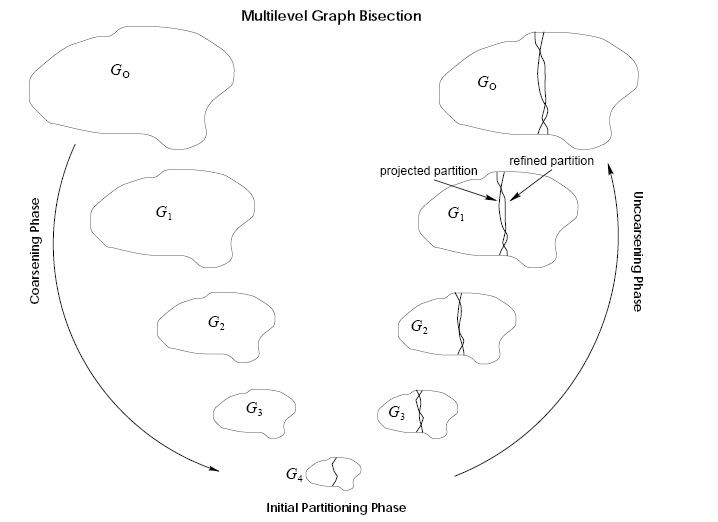 Multilevel Graph Bisection
G0
G0
projected partition
refined partition
G1
G1
Coarsening Phase
Uncoarsening Phase
G2
G2
G3
G3
G4
Initial Partitioning Phase